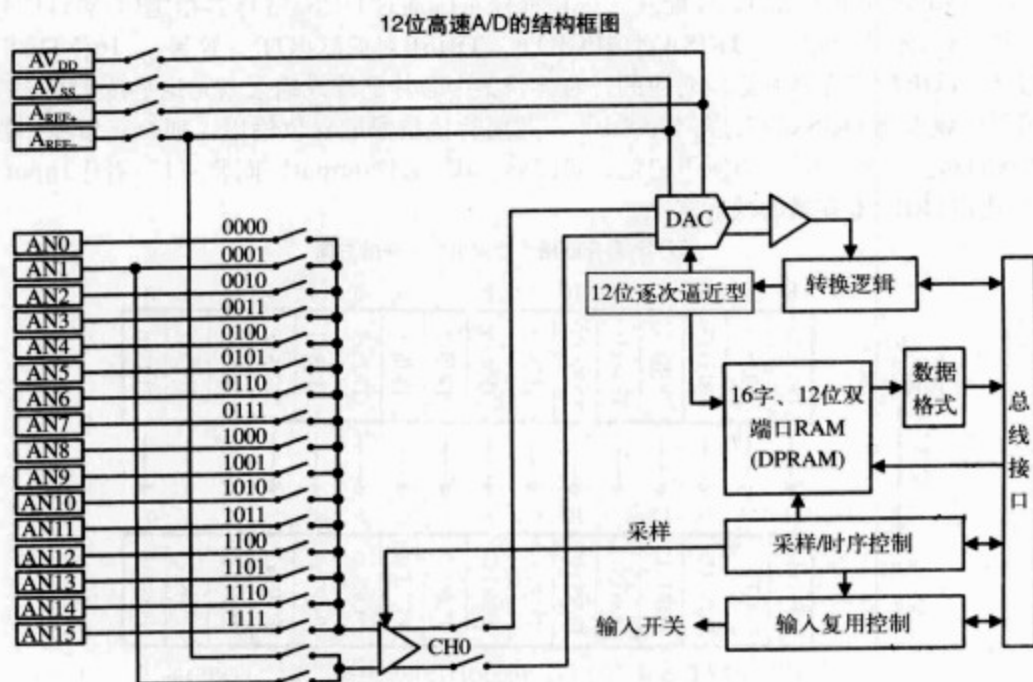 12位高速A/D的结构框图
AVDD
AVSS
AREF+
AREF-
AN0
AN1
AN2
AN3
AN4
AN5
AN6
AN7
AN8
AN9
AN10
AN11
AN12
AN13
AN14
AN15
0000
0001
0010
0011
0100
0101
0110
0111
1000
1001
1010
1011
1100
1101
1110
1111
DAC
12位逐次逼近型
转换逻辑
16字、12位双
端口RAM
(DPRAM)
数据
格式
总线接口
采样
采样/时序控制
输入开关
输入复用控制
CH0